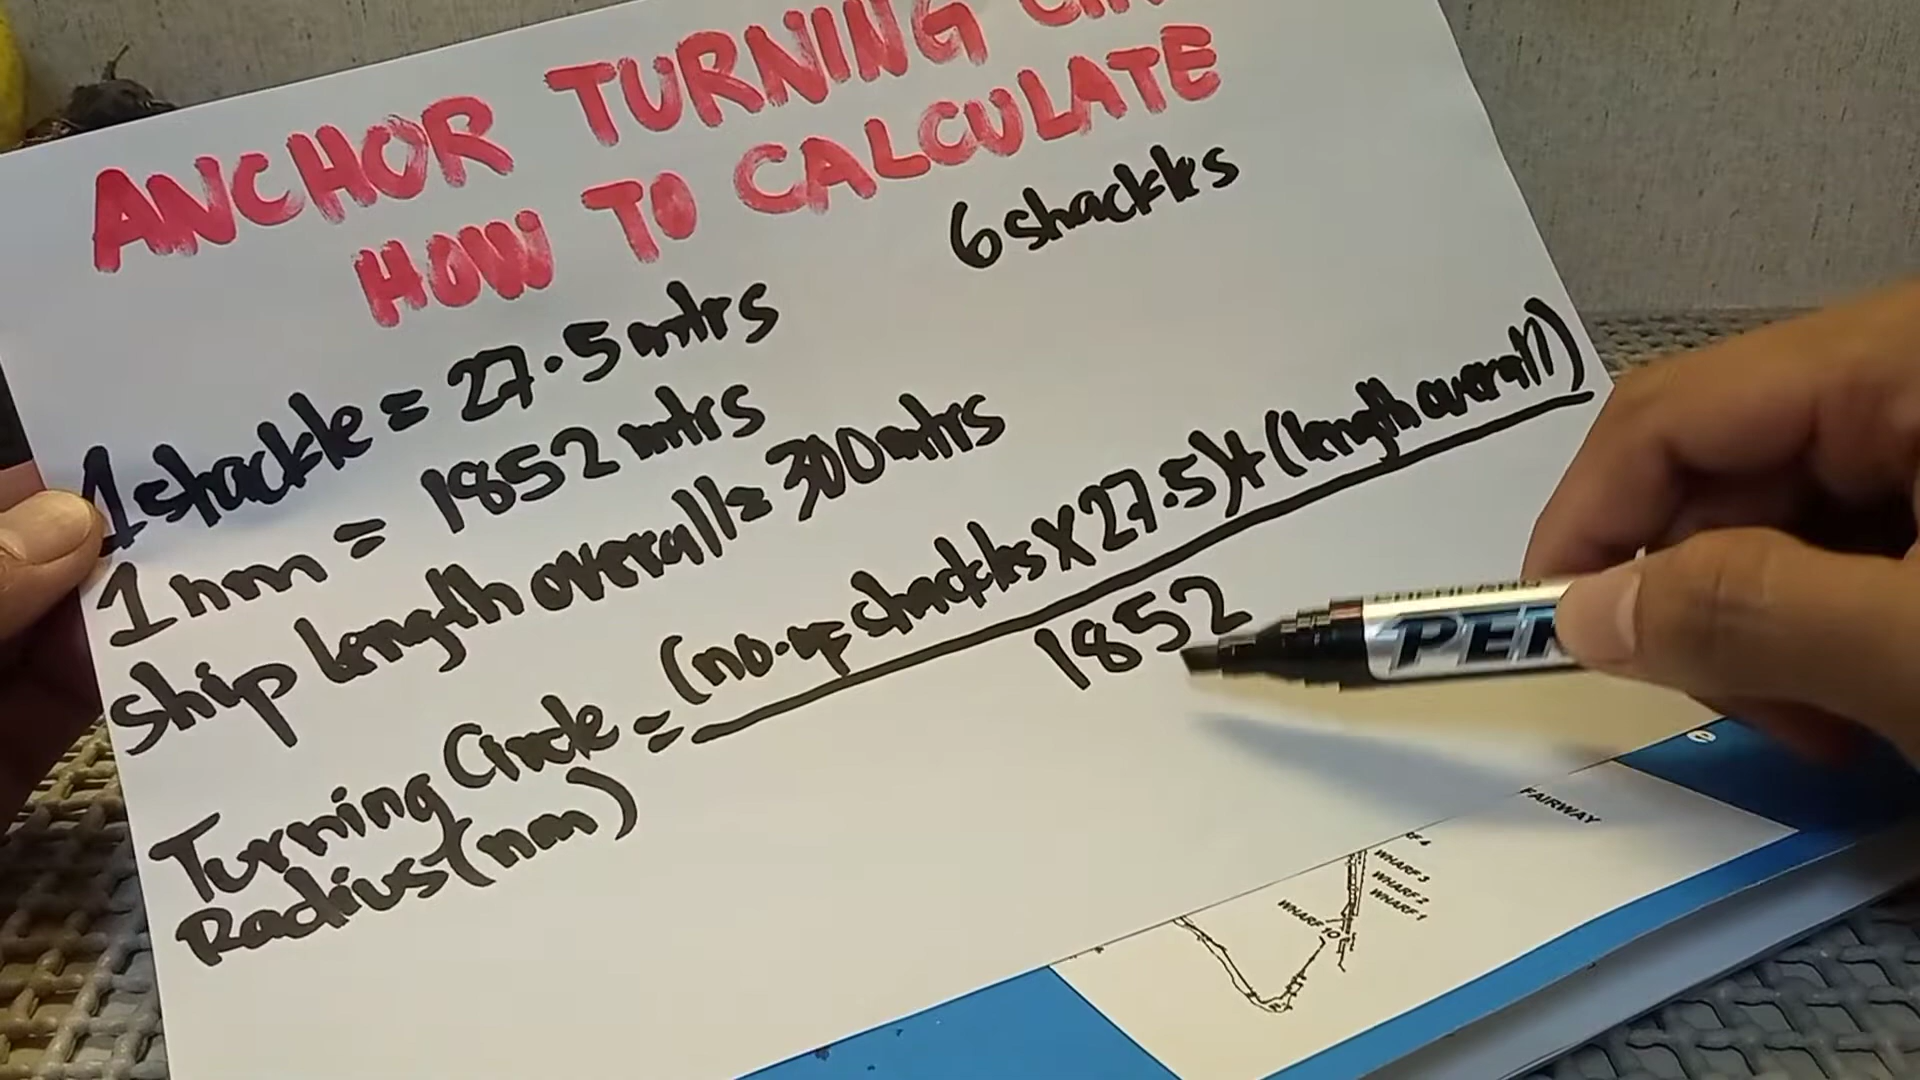 ANCHOR TURNING
HOW TO CALCULATE
6 shackles
1 shackle = 27.5 mtrs
1 nm = 1852 mtrs
Ship length overall = 300 mtrs
Turning Circle = (no. of shackles X 27.5) + (length overall)
Radius (nm)
1852
PE
FAIRWAY
WHARF 3
WHARF 2
WHARF 1
WHARF 10